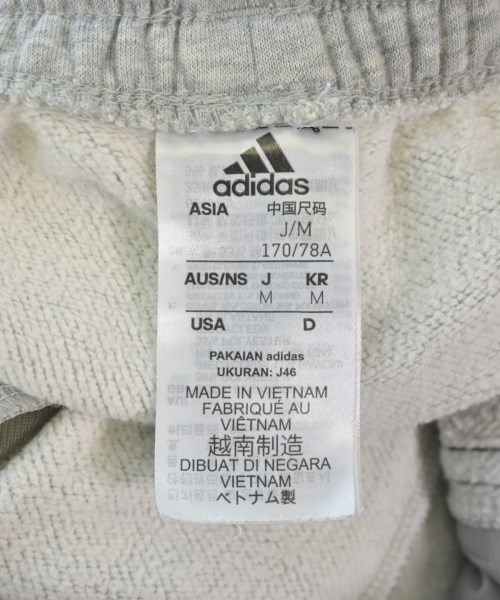 adidas
ASIA 中国尺码
J/M
170/78A
AUS/NS J KR
M M
USA D
PAKAIAN adidas
UKURAN: J46
MADE IN VIETNAM
FABRIQUÉ AU
VIÊTNAM
越南制造
DIBUAT DI NEGARA
VIETNAM
ベトナム製